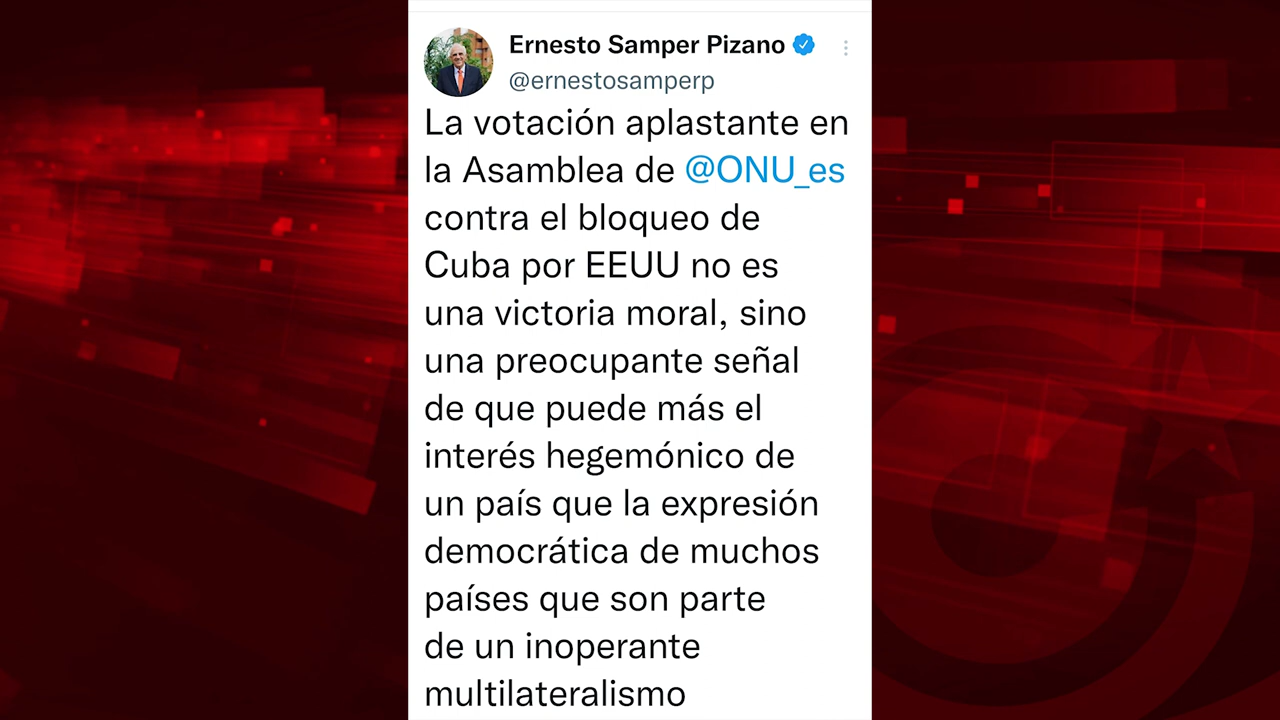 Ernesto Samper Pizano
@ernestosamperp
La votación aplastante en
la Asamblea de @ONU_es
contra el bloqueo de
Cuba por EEUU no es
una victoria moral, sino
una preocupante señal
de que puede más el
interés hegemónico de
un país que la expresión
democrática de muchos
países que son parte
de un inoperante
multilateralismo